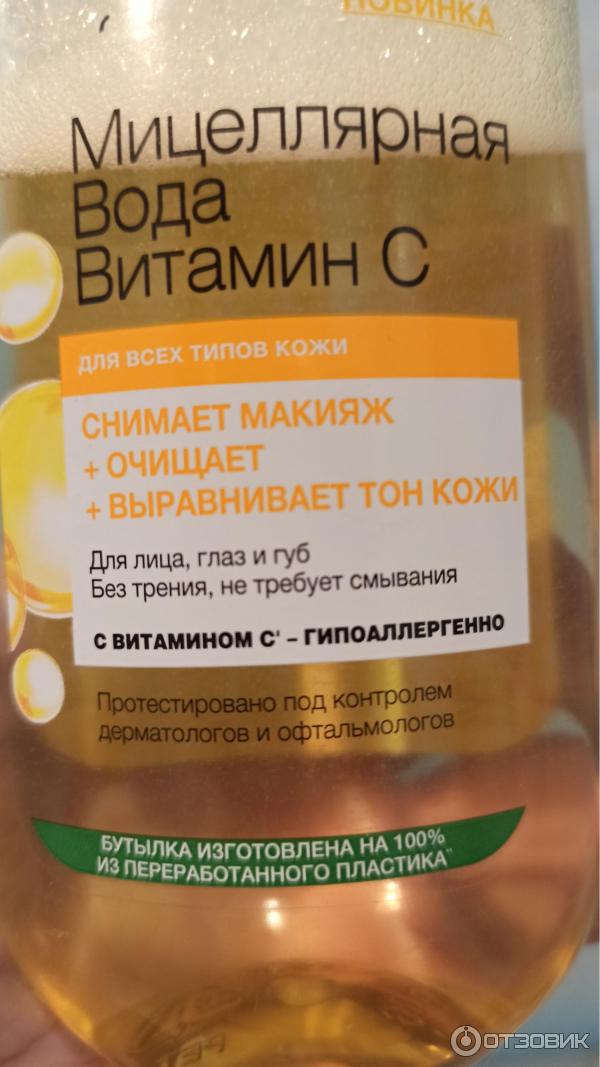 НОВИНКА
Мицеллярная
Вода
Витамин С
ДЛЯ ВСЕХ ТИПОВ КОЖИ
СНИМАЕТ МАКИЯЖ
+ ОЧИЩАЕТ
+ ВЫРАВНИВАЕТ ТОН КОЖИ
Для лица, глаз и губ
Без трения, не требует смывания
С ВИТАМИНОМ С* – ГИПОАЛЛЕРГЕННО
Протестировано под контролем
дерматологов и офтальмологов
БУТЫЛКА ИЗГОТОВЛЕНА НА 100%
ИЗ ПЕРЕРАБОТАННОГО ПЛАСТИКА**
ОТЗОВИК